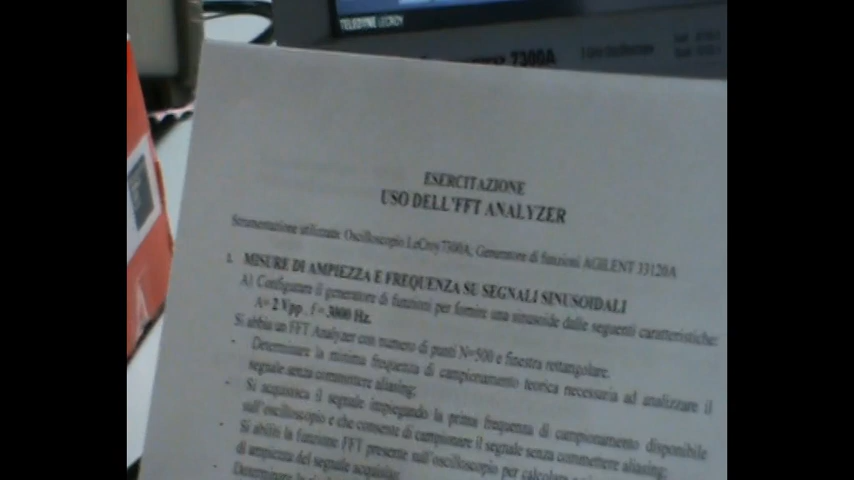 TELEDYNE LECROY
7300A
ESERCITAZIONE
USO DELL'FFT ANALYZER
Strumentazione utilizzata: Oscilloscopio LeCroy7300A, Generatore di funzioni AGILENT 33120A
1. MISURE DI AMPIEZZA E FREQUENZA SU SEGNALI SINUSOIDALI
A) Configurare il generatore di funzioni per fornire una sinusoide dalle seguenti caratteristiche:
A= 2 Vpp , f = 3000 Hz.
Si abbia un FFT Analyzer con numero di punti N=500 e finestra rettangolare.
- Determinare la minima frequenza di campionamento teorica necessaria ad analizzare il
segnale senza commettere aliasing;
- Si acquisisca il segnale impiegando la prima frequenza di campionamento disponibile
sull'oscilloscopio e che consente di campionare il segnale senza commettere aliasing;
- Si abiliti la funzione FFT presente sull'oscilloscopio per calcolare
di ampiezza del segnale acquisito;
- Determinare la